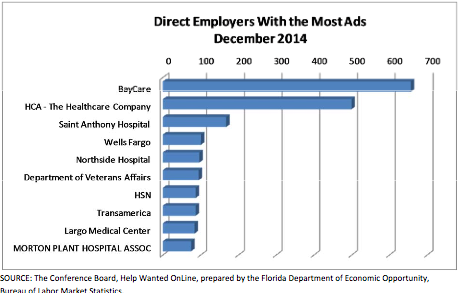 Direct Employers With the Most Ads
December 2014
0 100 200 300 400 500 600 700
BayCare
HCA - The Healthcare Company
Saint Anthony Hospital
Wells Fargo
Northside Hospital
Department of Veterans Affairs
HSN
Transamerica
Largo Medical Center
MORTON PLANT HOSPITAL ASSOC
SOURCE: The Conference Board, Help Wanted OnLine, prepared by the Florida Department of Economic Opportunity,
Bureau of Labor Market Statistics